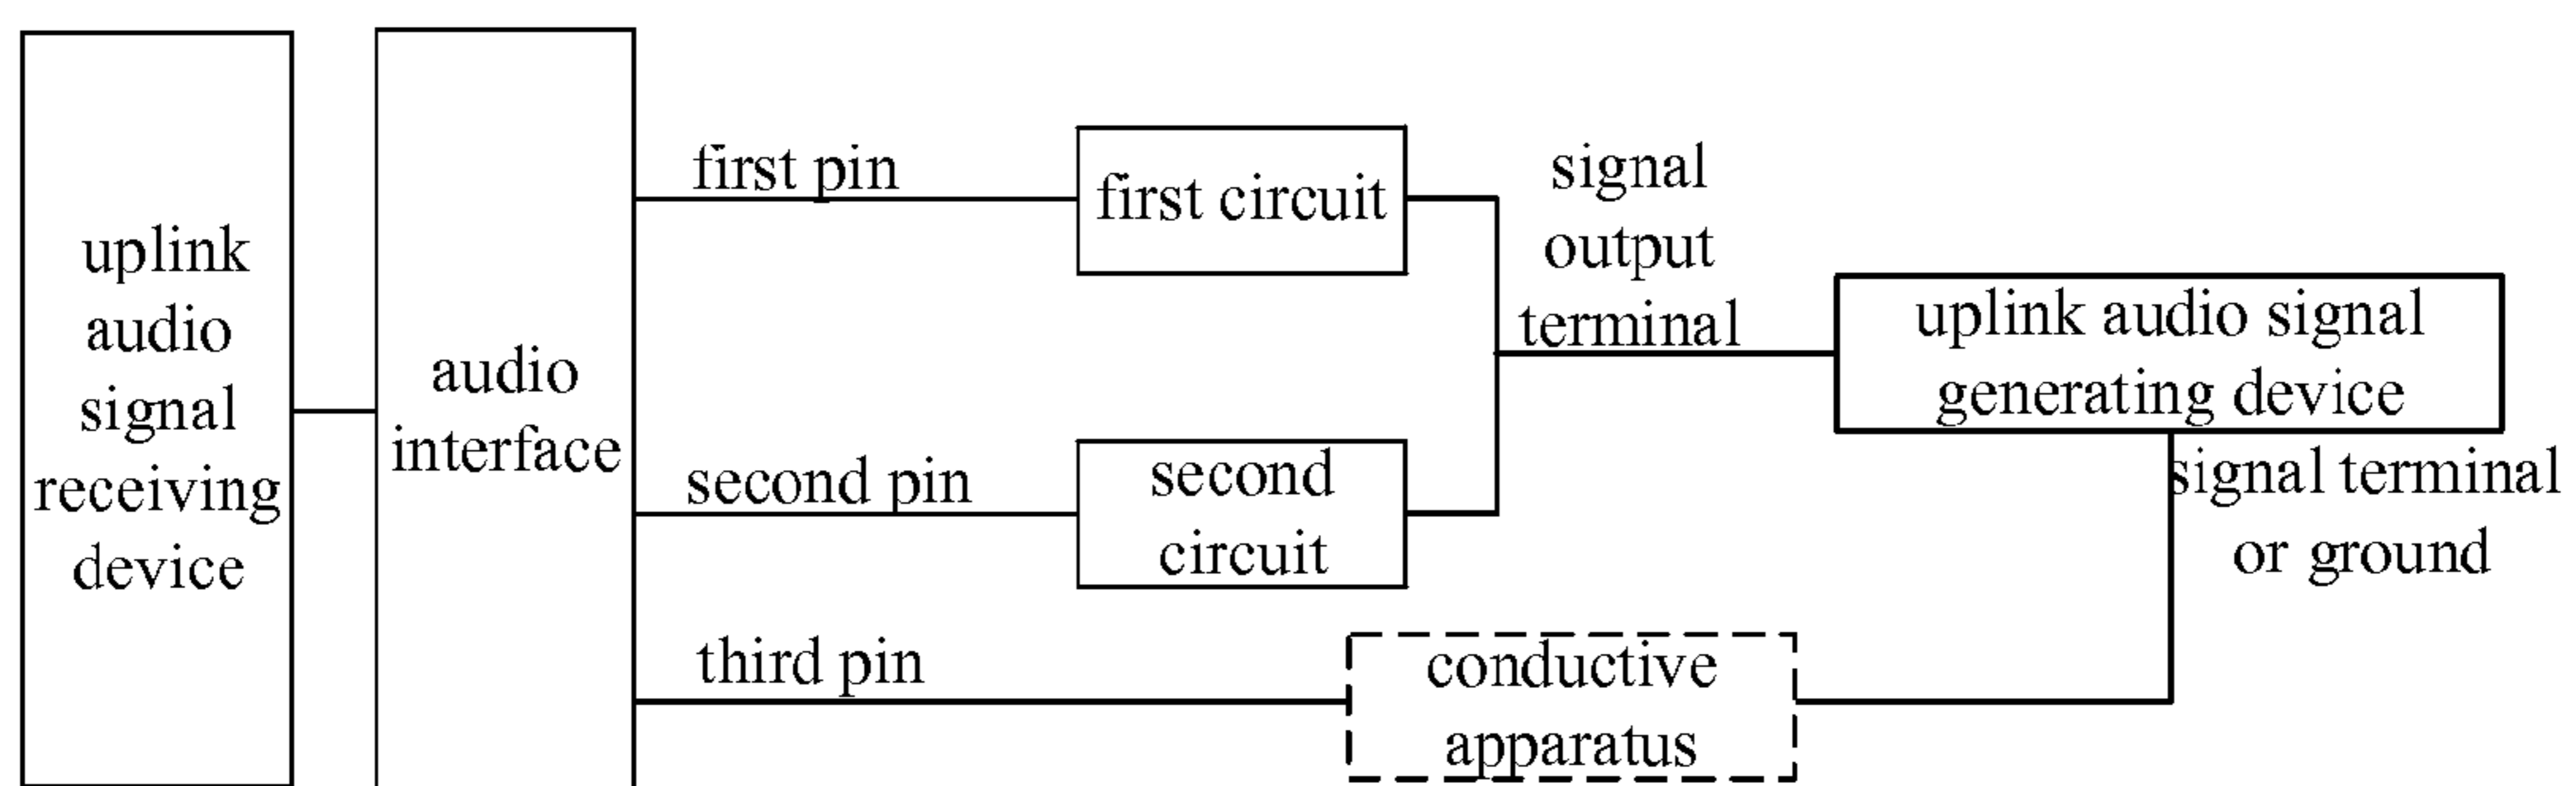 uplink
audio
signal
receiving
device
audio
interface
first pin
first circuit
signal
output
terminal
uplink audio signal
generating device
second pin
second
circuit
signal terminal
or ground
third pin
conductive
apparatus